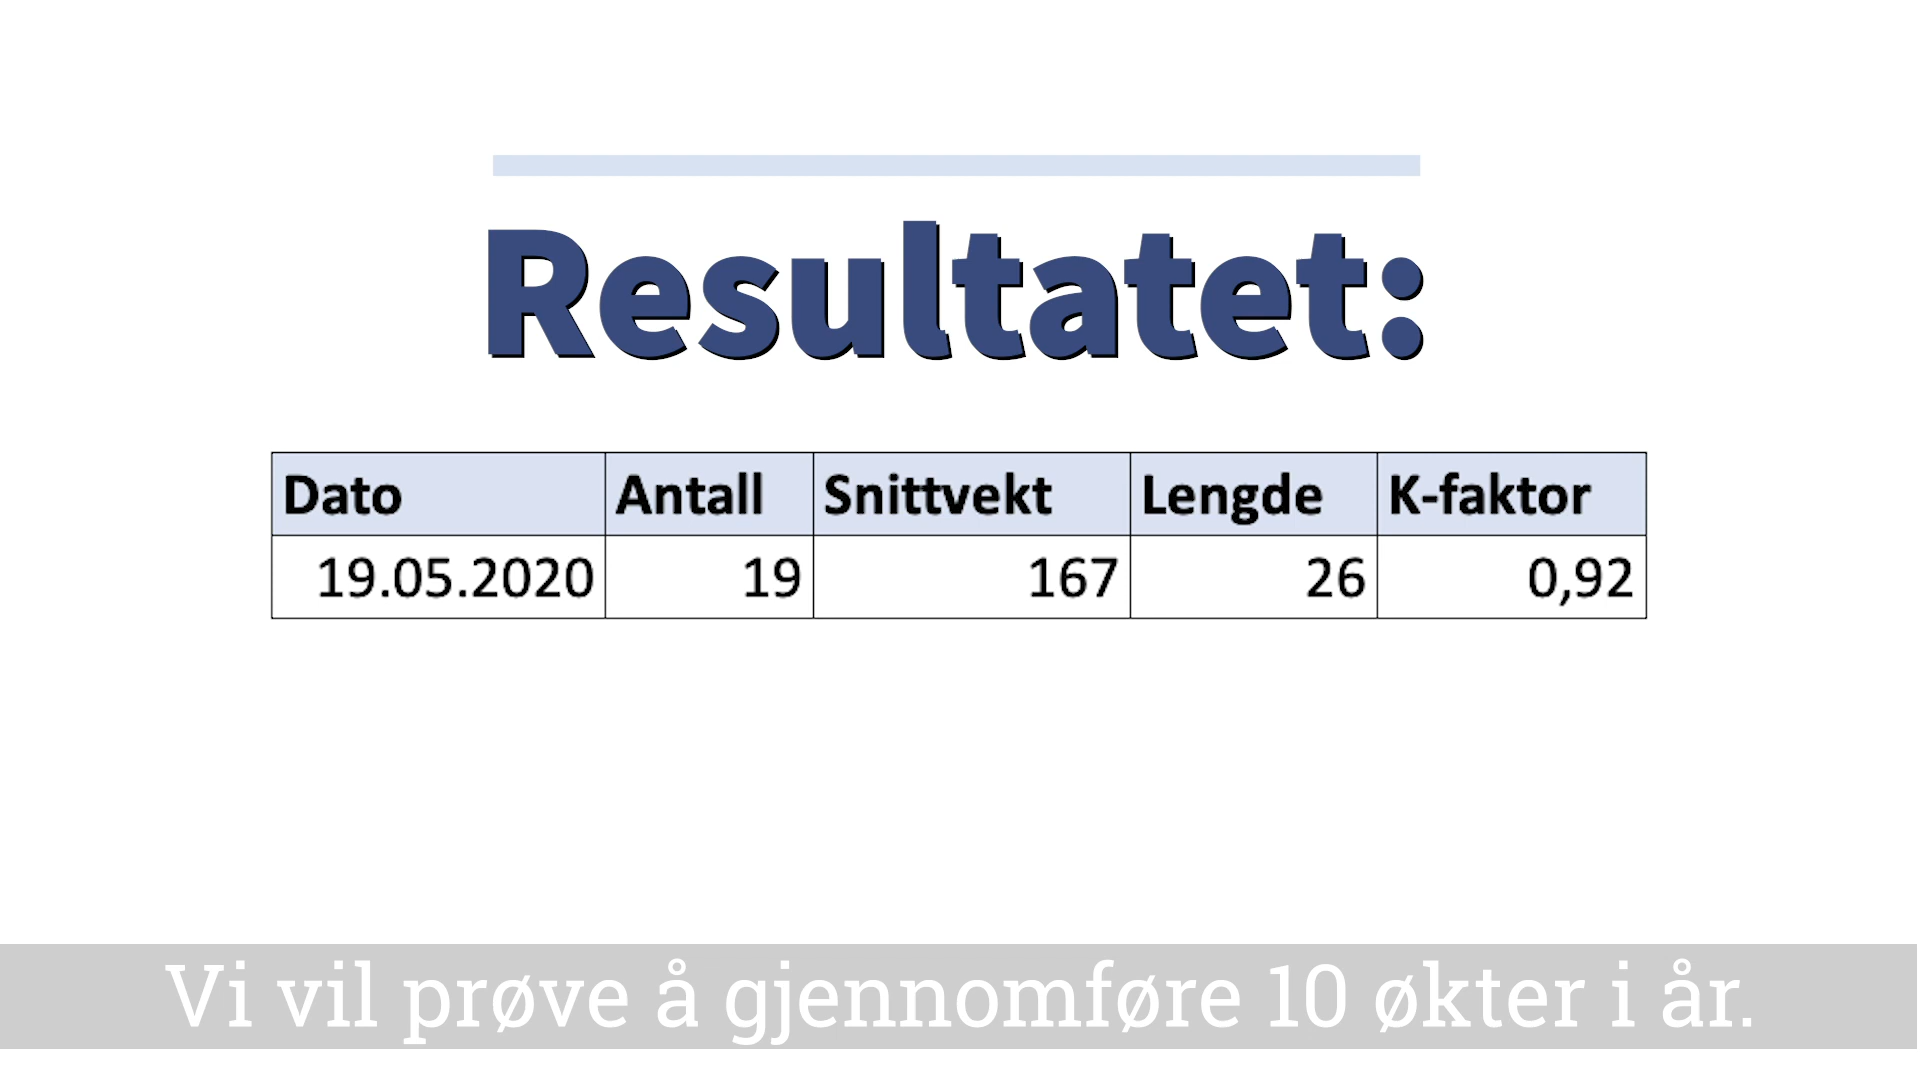 Resultatet:
Dato Antall Snittvekt Lengde K-faktor
19.05.2020 19 167 26 0,92
Vi vil prøve å gjennomføre 10 økter i år.